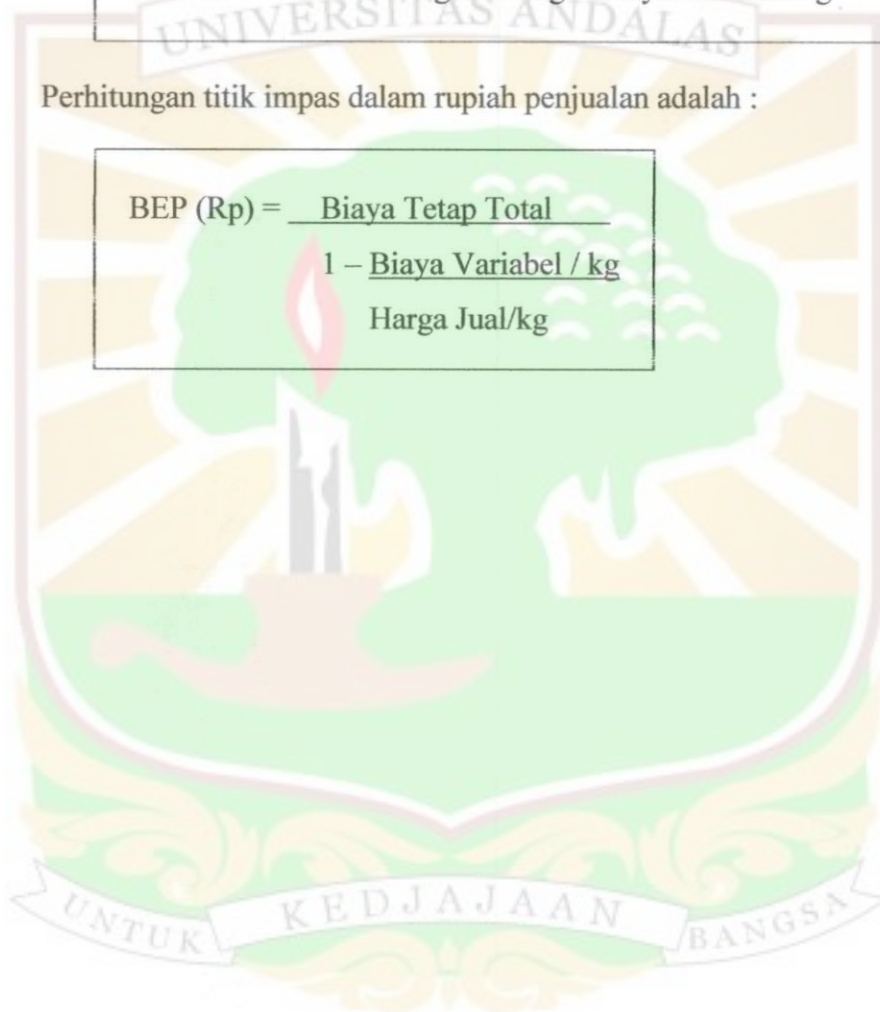 UNIVERSITAS ANDALAS
Perhitungan titik impas dalam rupiah penjualan adalah :
BEP (Rp) = Biaya Tetap Total
1 – Biaya Variabel / kg
Harga Jual/kg
UNTUK KEDJAJAAN BANGSA